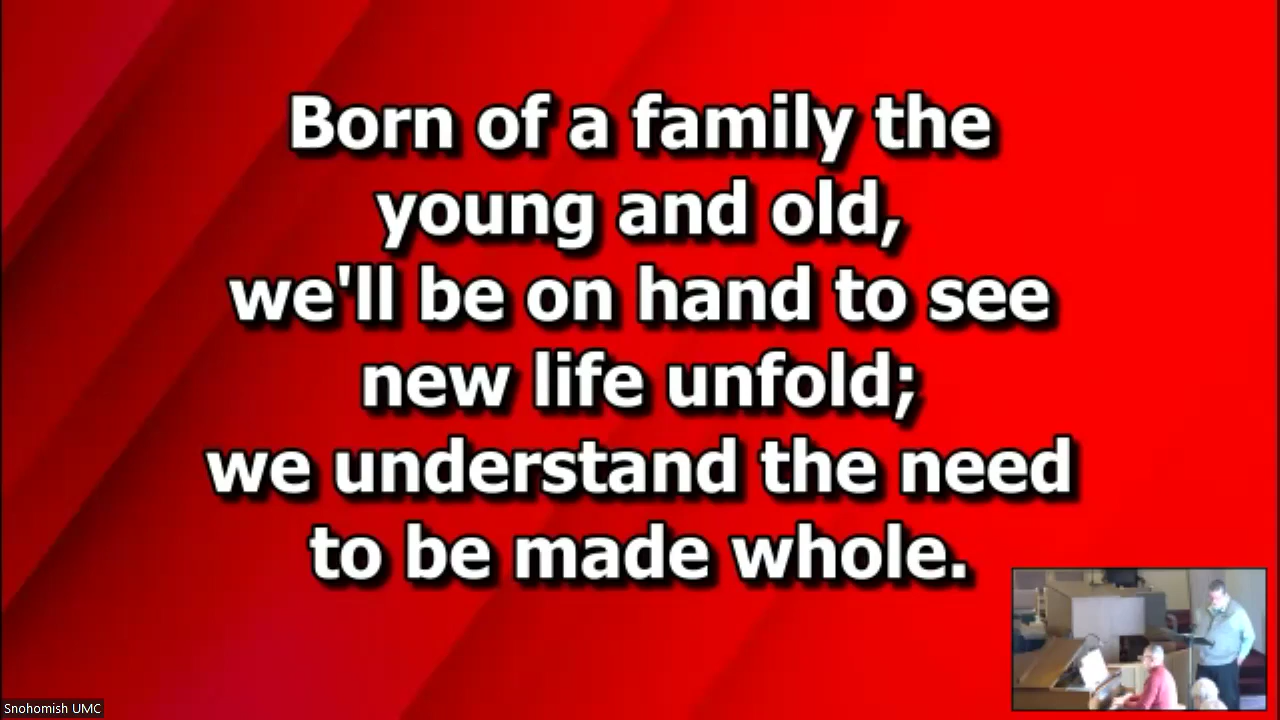 Born of a family the
young and old,
we'll be on hand to see
new life unfold;
we understand the need
to be made whole.
Snohomish UMC